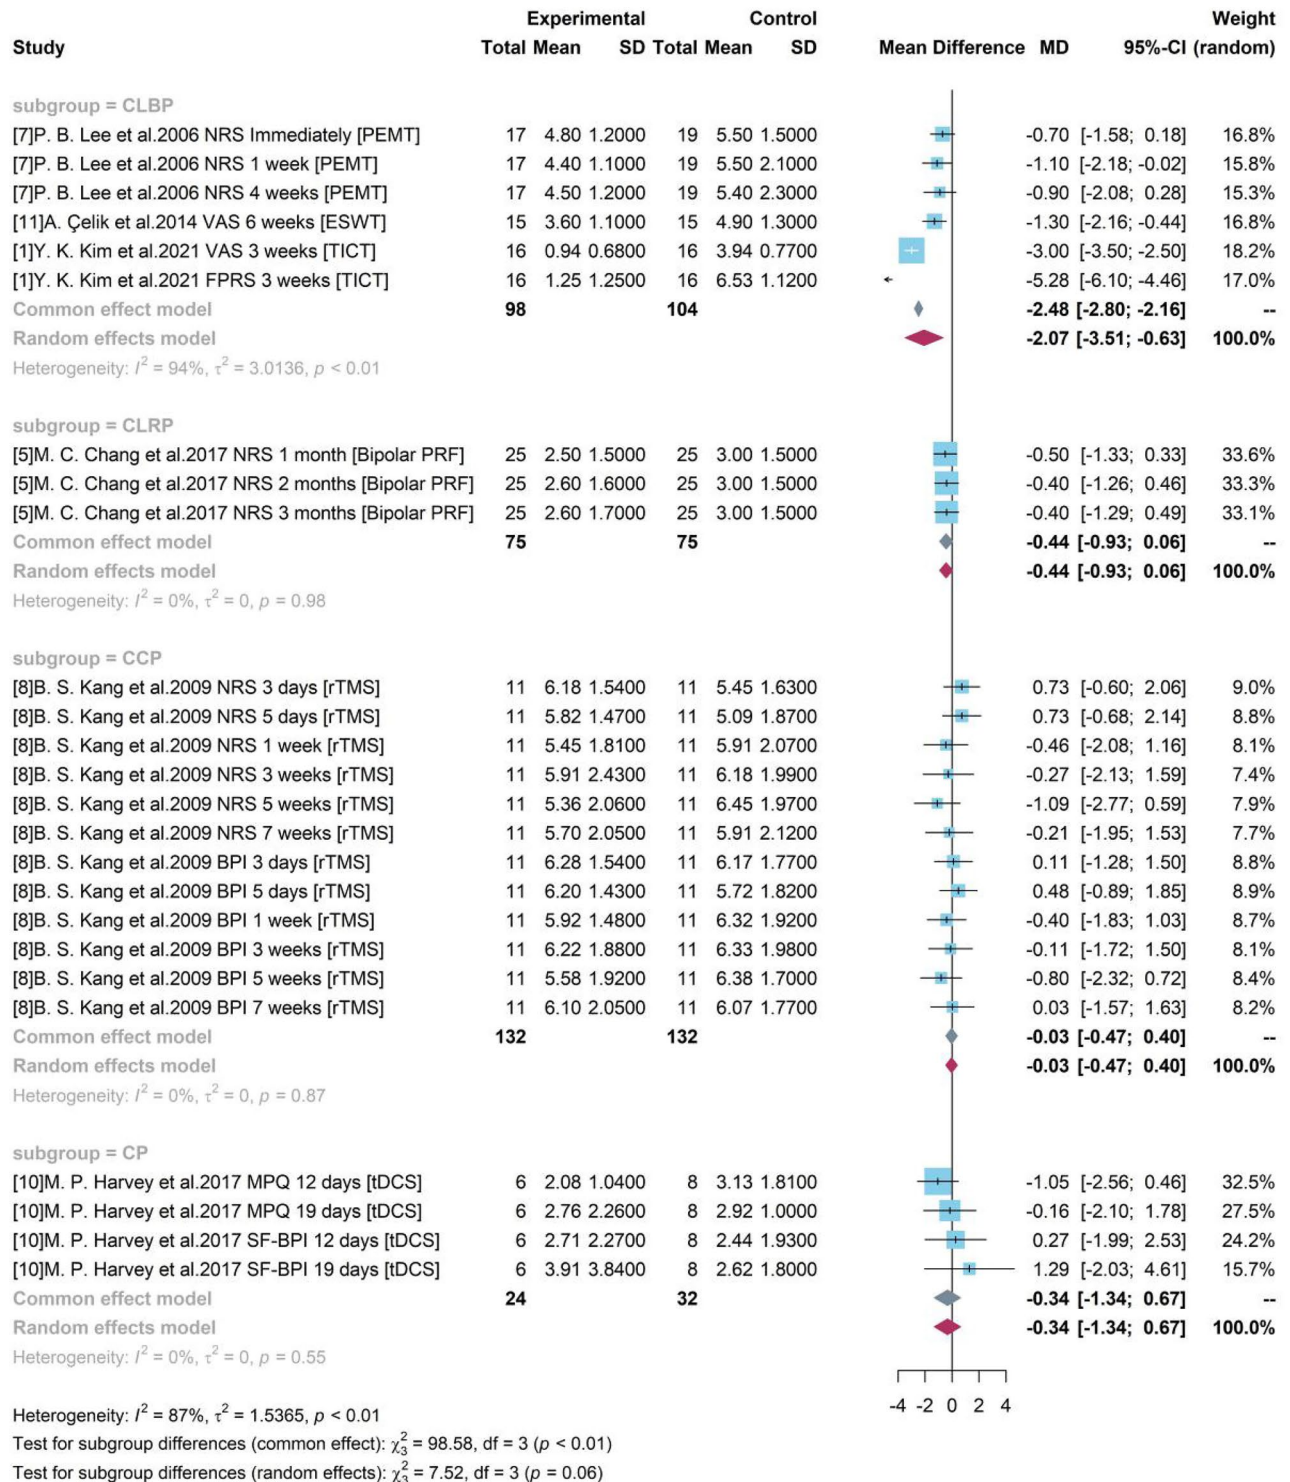 Experimental Control Weight
Study Total Mean SD Total Mean SD Mean Difference MD 95%-CI (random)
subgroup = CLBP
[7]P. B. Lee et al.2006 NRS Immediately [PEMT] 17 4.80 1.2000 19 5.50 1.5000 -0.70 [-1.58; 0.18] 16.8%
[7]P. B. Lee et al.2006 NRS 1 week [PEMT] 17 4.40 1.1000 19 5.50 2.1000 -1.10 [-2.18; -0.02] 15.8%
[7]P. B. Lee et al.2006 NRS 4 weeks [PEMT] 17 4.50 1.2000 19 5.40 2.3000 -0.90 [-2.08; 0.28] 15.3%
[11]A. Çelik et al.2014 VAS 6 weeks [ESWT] 15 3.60 1.1000 15 4.90 1.3000 -1.30 [-2.16; -0.44] 16.8%
[1]Y. K. Kim et al.2021 VAS 3 weeks [TICT] 16 0.94 0.6800 16 3.94 0.7700 -3.00 [-3.50; -2.50] 18.2%
[1]Y. K. Kim et al.2021 FPRS 3 weeks [TICT] 16 1.25 1.2500 16 6.53 1.1200 -5.28 [-6.10; -4.46] 17.0%
Common effect model 98 104 -2.48 [-2.80; -2.16] --
Random effects model -2.07 [-3.51; -0.63] 100.0%
Heterogeneity: I² = 94%, τ² = 3.0136, p < 0.01
subgroup = CLRP
[5]M. C. Chang et al.2017 NRS 1 month [Bipolar PRF] 25 2.50 1.5000 25 3.00 1.5000 -0.50 [-1.33; 0.33] 33.6%
[5]M. C. Chang et al.2017 NRS 2 months [Bipolar PRF] 25 2.60 1.6000 25 3.00 1.5000 -0.40 [-1.26; 0.46] 33.3%
[5]M. C. Chang et al.2017 NRS 3 months [Bipolar PRF] 25 2.60 1.7000 25 3.00 1.5000 -0.40 [-1.29; 0.49] 33.1%
Common effect model 75 75 -0.44 [-0.93; 0.06] --
Random effects model -0.44 [-0.93; 0.06] 100.0%
Heterogeneity: I² = 0%, τ² = 0, p = 0.98
subgroup = CCP
[8]B. S. Kang et al.2009 NRS 3 days [rTMS] 11 6.18 1.5400 11 5.45 1.6300 0.73 [-0.60; 2.06] 9.0%
[8]B. S. Kang et al.2009 NRS 5 days [rTMS] 11 5.82 1.4700 11 5.09 1.8700 0.73 [-0.68; 2.14] 8.8%
[8]B. S. Kang et al.2009 NRS 1 week [rTMS] 11 5.45 1.8100 11 5.91 2.0700 -0.46 [-2.08; 1.16] 8.1%
[8]B. S. Kang et al.2009 NRS 3 weeks [rTMS] 11 5.91 2.4300 11 6.18 1.9900 -0.27 [-2.13; 1.59] 7.4%
[8]B. S. Kang et al.2009 NRS 5 weeks [rTMS] 11 5.36 2.0600 11 6.45 1.9700 -1.09 [-2.77; 0.59] 7.9%
[8]B. S. Kang et al.2009 NRS 7 weeks [rTMS] 11 5.70 2.0500 11 5.91 2.1200 -0.21 [-1.95; 1.53] 7.7%
[8]B. S. Kang et al.2009 BPI 3 days [rTMS] 11 6.28 1.5400 11 6.17 1.7700 0.11 [-1.28; 1.50] 8.8%
[8]B. S. Kang et al.2009 BPI 5 days [rTMS] 11 6.20 1.4300 11 5.72 1.8200 0.48 [-0.89; 1.85] 8.9%
[8]B. S. Kang et al.2009 BPI 1 week [rTMS] 11 5.92 1.4800 11 6.32 1.9200 -0.40 [-1.83; 1.03] 8.7%
[8]B. S. Kang et al.2009 BPI 3 weeks [rTMS] 11 6.22 1.8800 11 6.33 1.9800 -0.11 [-1.72; 1.50] 8.1%
[8]B. S. Kang et al.2009 BPI 5 weeks [rTMS] 11 5.58 1.9200 11 6.38 1.7000 -0.80 [-2.32; 0.72] 8.4%
[8]B. S. Kang et al.2009 BPI 7 weeks [rTMS] 11 6.10 2.0500 11 6.07 1.7700 0.03 [-1.57; 1.63] 8.2%
Common effect model 132 132 -0.03 [-0.47; 0.40] --
Random effects model -0.03 [-0.47; 0.40] 100.0%
Heterogeneity: I² = 0%, τ² = 0, p = 0.87
subgroup = CP
[10]M. P. Harvey et al.2017 MPQ 12 days [tDCS] 6 2.08 1.0400 8 3.13 1.8100 -1.05 [-2.56; 0.46] 32.5%
[10]M. P. Harvey et al.2017 MPQ 19 days [tDCS] 6 2.76 2.2600 8 2.92 1.0000 -0.16 [-2.10; 1.78] 27.5%
[10]M. P. Harvey et al.2017 SF-BPI 12 days [tDCS] 6 2.71 2.2700 8 2.44 1.9300 0.27 [-1.99; 2.53] 24.2%
[10]M. P. Harvey et al.2017 SF-BPI 19 days [tDCS] 6 3.91 3.8400 8 2.62 1.8000 1.29 [-2.03; 4.61] 15.7%
Common effect model 24 32 -0.34 [-1.34; 0.67] --
Random effects model -0.34 [-1.34; 0.67] 100.0%
Heterogeneity: I² = 0%, τ² = 0, p = 0.55
-4 -2 0 2 4
Heterogeneity: I² = 87%, τ² = 1.5365, p < 0.01
Test for subgroup differences (common effect): χ²₃ = 98.58, df = 3 (p < 0.01)
Test for subgroup differences (random effects): χ²₃ = 7.52, df = 3 (p = 0.06)